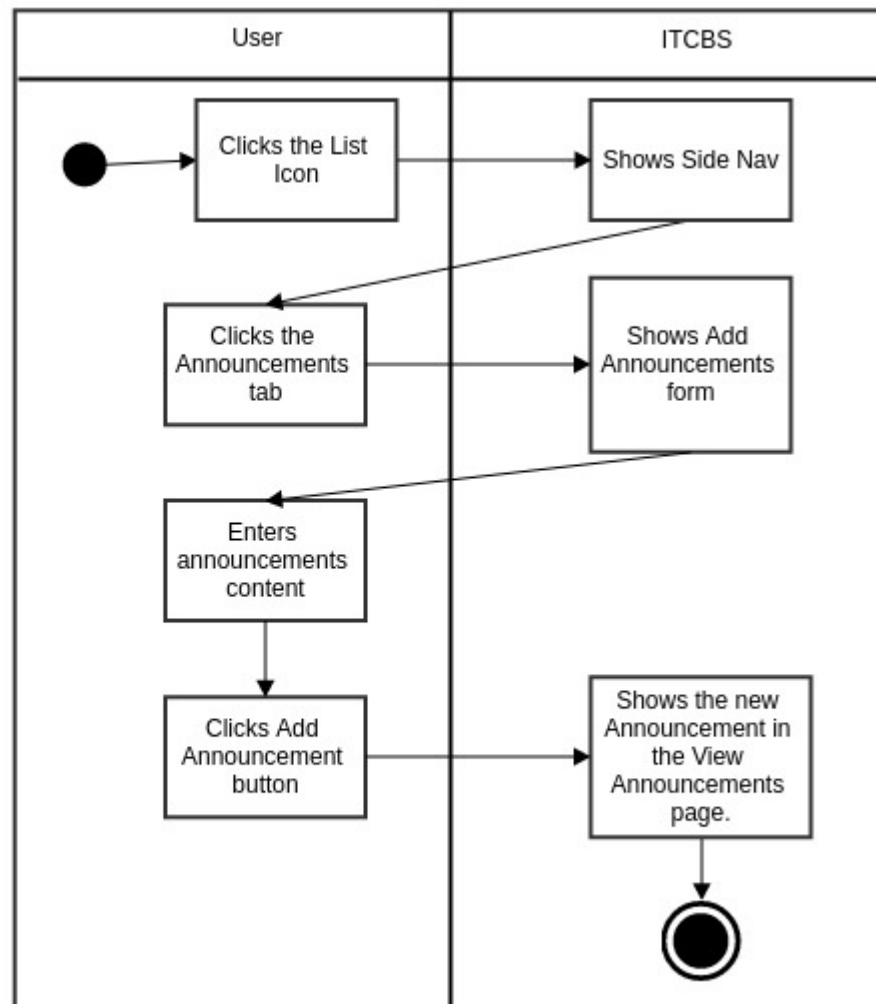 User
ITCBS
Clicks the List
Icon
Shows Side Nav
Clicks the
Announcements
tab
Shows Add
Announcements
form
Enters
announcements
content
Clicks Add
Announcement
button
Shows the new
Announcement in
the View
Announcements
page.